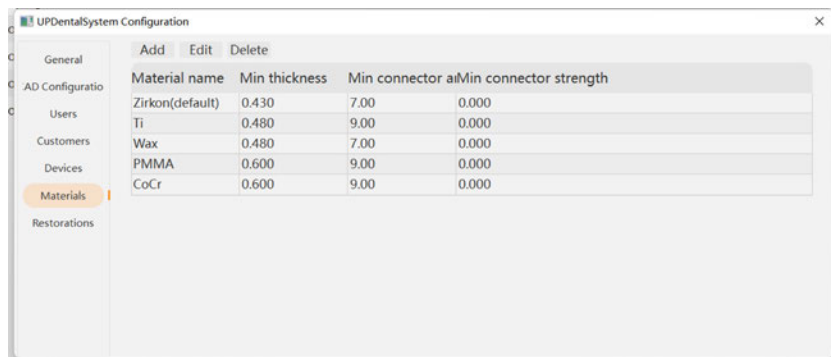 UPDentalSystem Configuration
Add Edit Delete
General
AD Configuratio
Users
Customers
Devices
Materials
Restorations
Material name Min thickness Min connector ar Min connector strength
Zirkon(default) 0.430 7.00 0.000
Ti 0.480 9.00 0.000
Wax 0.480 7.00 0.000
PMMA 0.600 9.00 0.000
CoCr 0.600 9.00 0.000